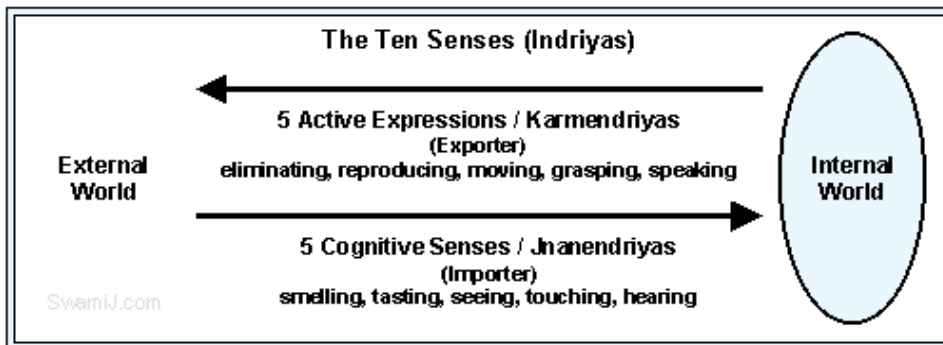 The Ten Senses (Indriyas)
5 Active Expressions / Karmendriyas
(Exporter)
eliminating, reproducing, moving, grasping, speaking
External
World
Internal
World
5 Cognitive Senses / Jnanendriyas
(Importer)
smelling, tasting, seeing, touching, hearing
SwamiJ.com